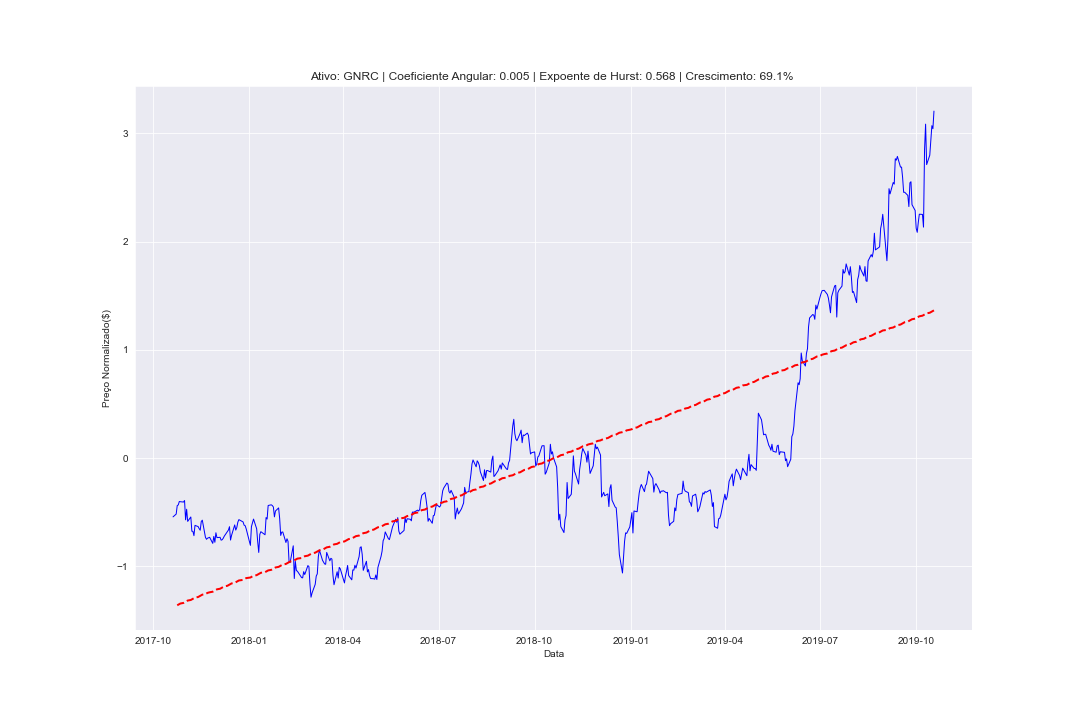 Ativo: GNRC | Coeficiente Angular: 0.005 | Expoente de Hurst: 0.568 | Crescimento: 69.1%
Preço Normalizado($)
3
2
1
0
−1
2017-10 2018-01 2018-04 2018-07 2018-10 2019-01 2019-04 2019-07 2019-10
Data